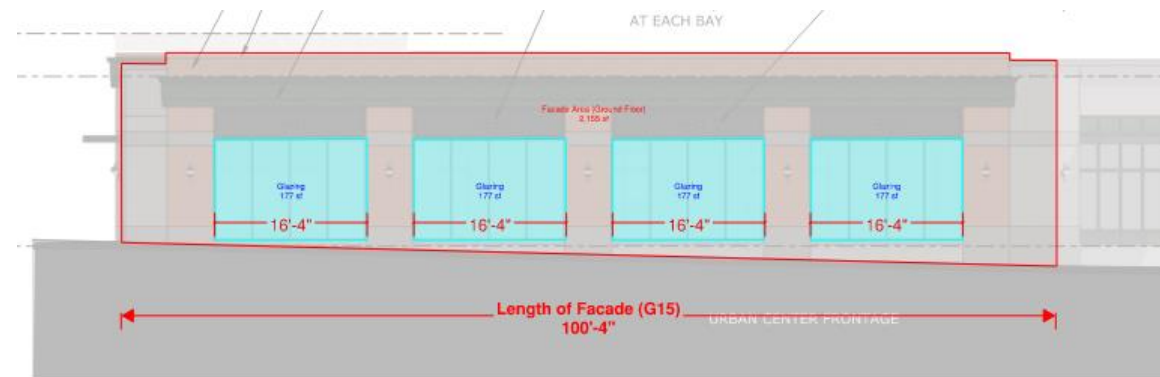 AT EACH BAY
Facade Area (Ground Floor)
2,155 sf
Glazing
177 sf
Glazing
177 sf
Glazing
177 sf
Glazing
177 sf
16'-4"
16'-4"
16'-4"
16'-4"
Length of Facade (G15)
100'-4"
URBAN CENTER FRONTAGE